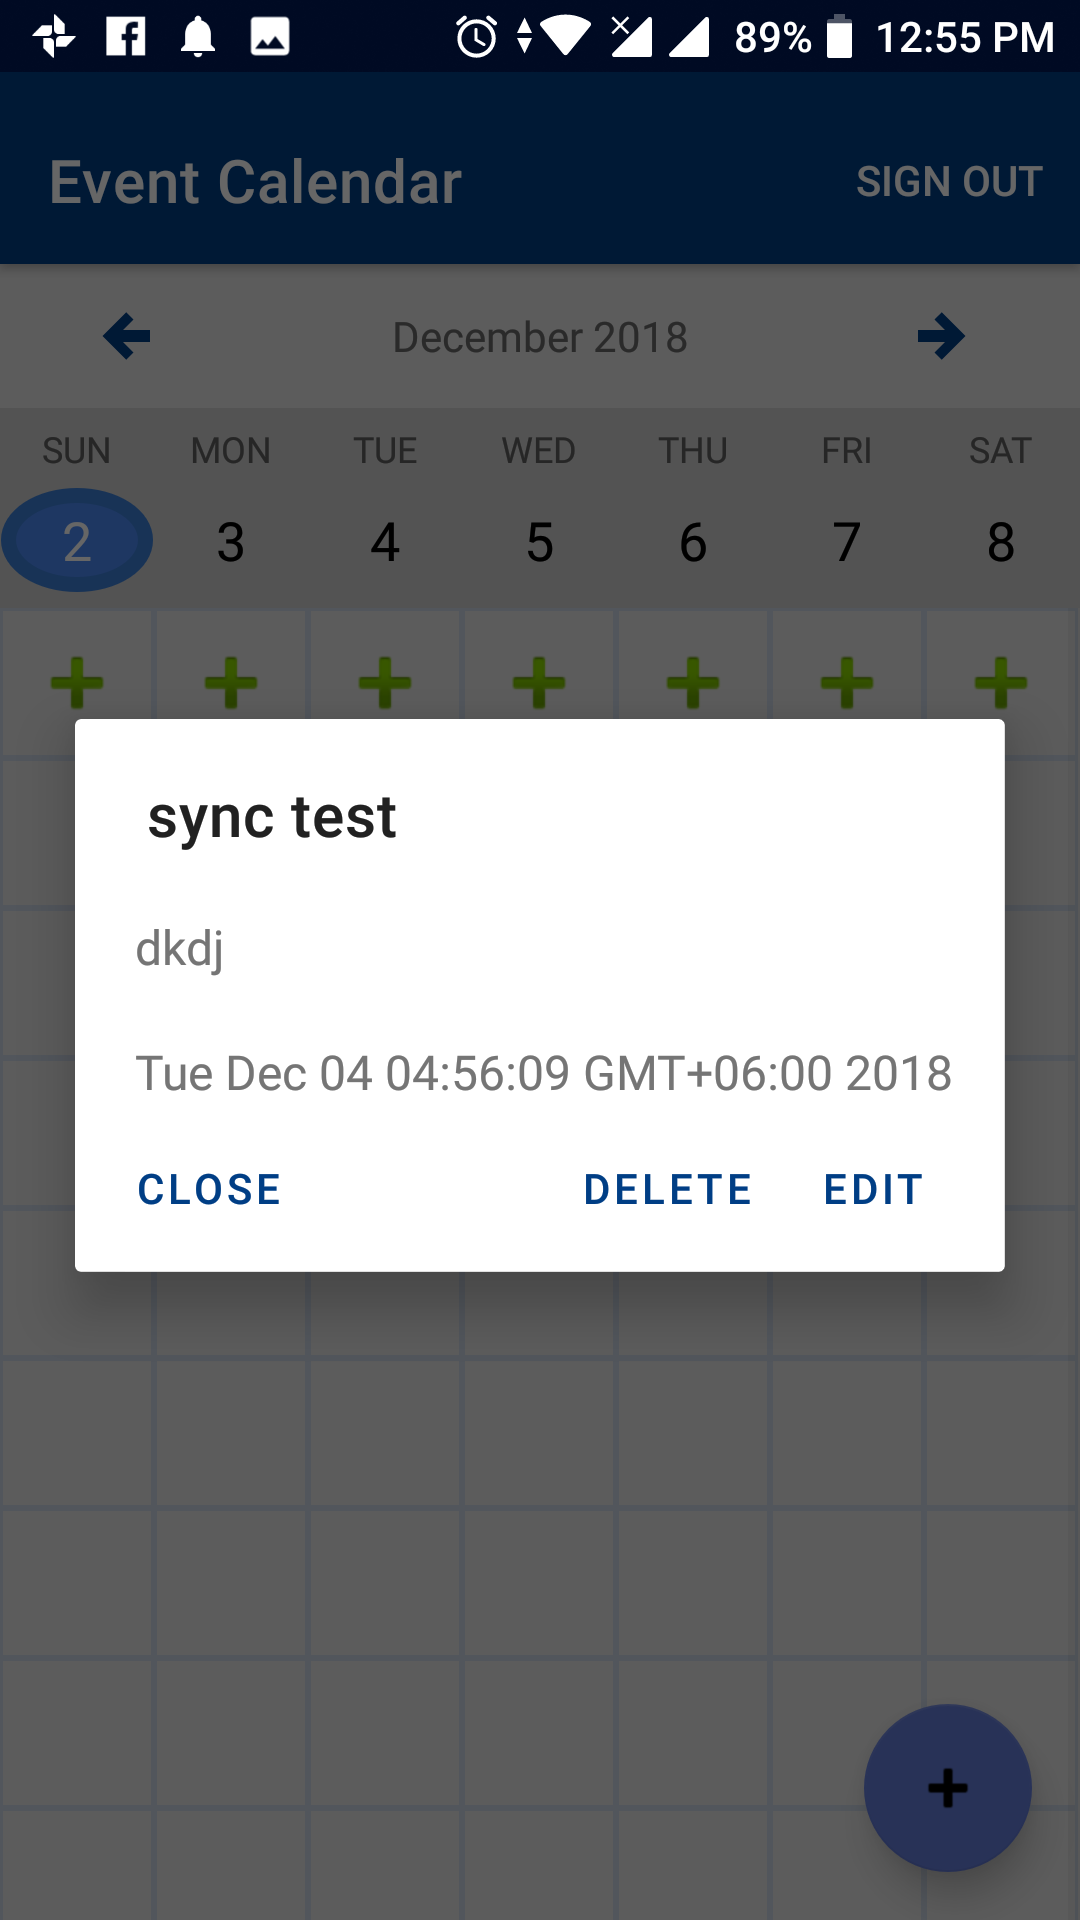 89% 12:55 PM
Event Calendar SIGN OUT
December 2018
SUN MON TUE WED THU FRI SAT
2 3 4 5 6 7 8
sync test
dkdj
Tue Dec 04 04:56:09 GMT+06:00 2018
CLOSE DELETE EDIT